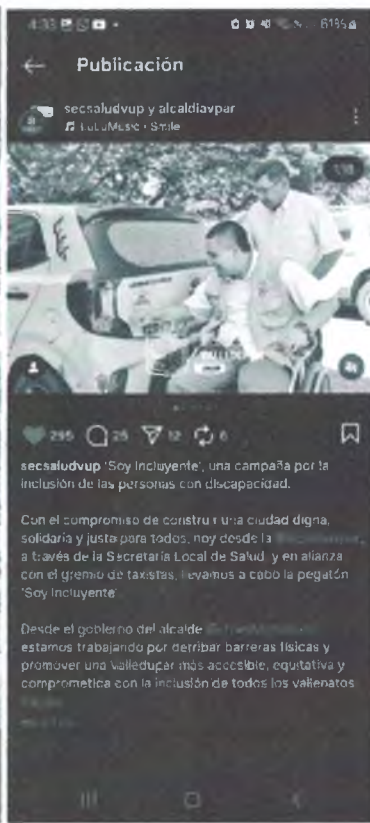 4:33
Publicación
secsaludvup y alcaldiavpar
LuLuMusic · Smile
295 25 12 6
secsaludvup 'Soy Incluyente', una campaña por la
inclusión de las personas con discapacidad.
Con el compromiso de construir una ciudad digna,
solidaria y justa para todos, hoy desde la
a través de la Secretaría Local de Salud, y en alianza
con el gremio de taxistas, llevamos a cabo la pegatón
'Soy Incluyente'
Desde el gobierno del alcalde
estamos trabajando por derribar barreras físicas y
promover una Valledupar más accesible, equitativa y
comprometida con la inclusión de todos los vallenatos